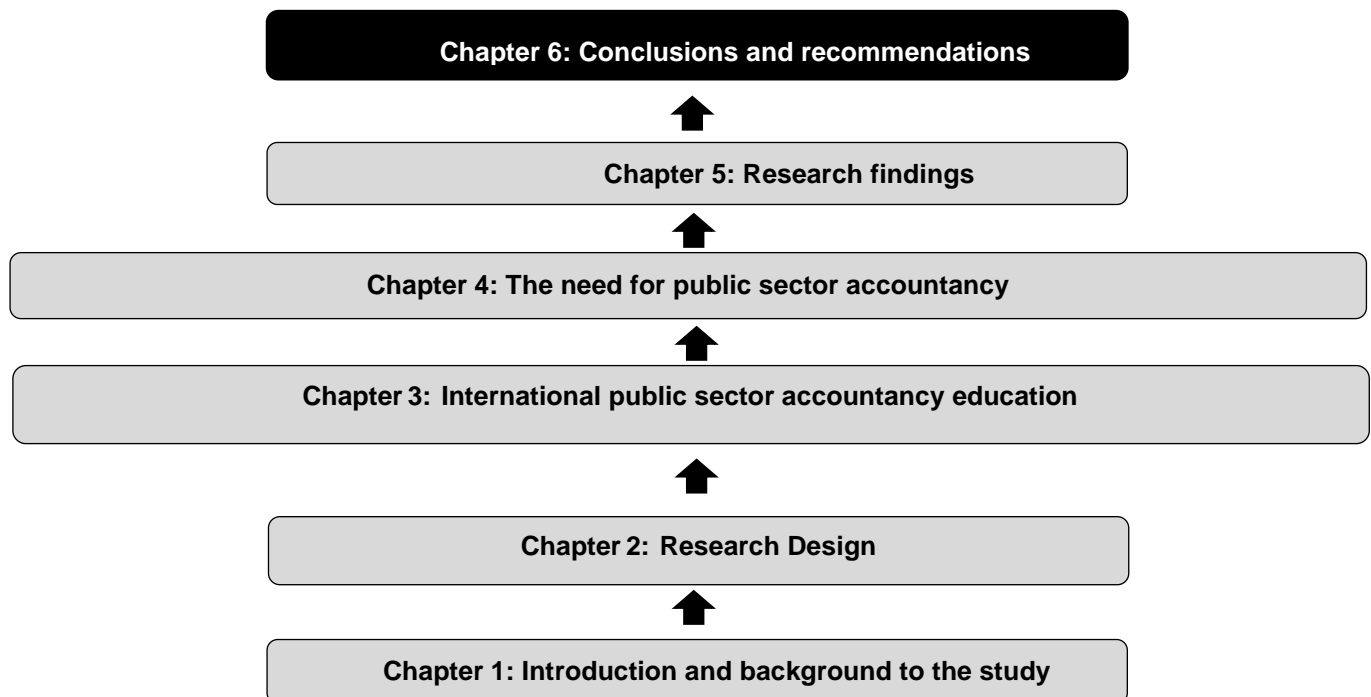 Chapter 6: Conclusions and recommendations
Chapter 5: Research findings
Chapter 4: The need for public sector accountancy
Chapter 3: International public sector accountancy education
Chapter 2: Research Design
Chapter 1: Introduction and background to the study